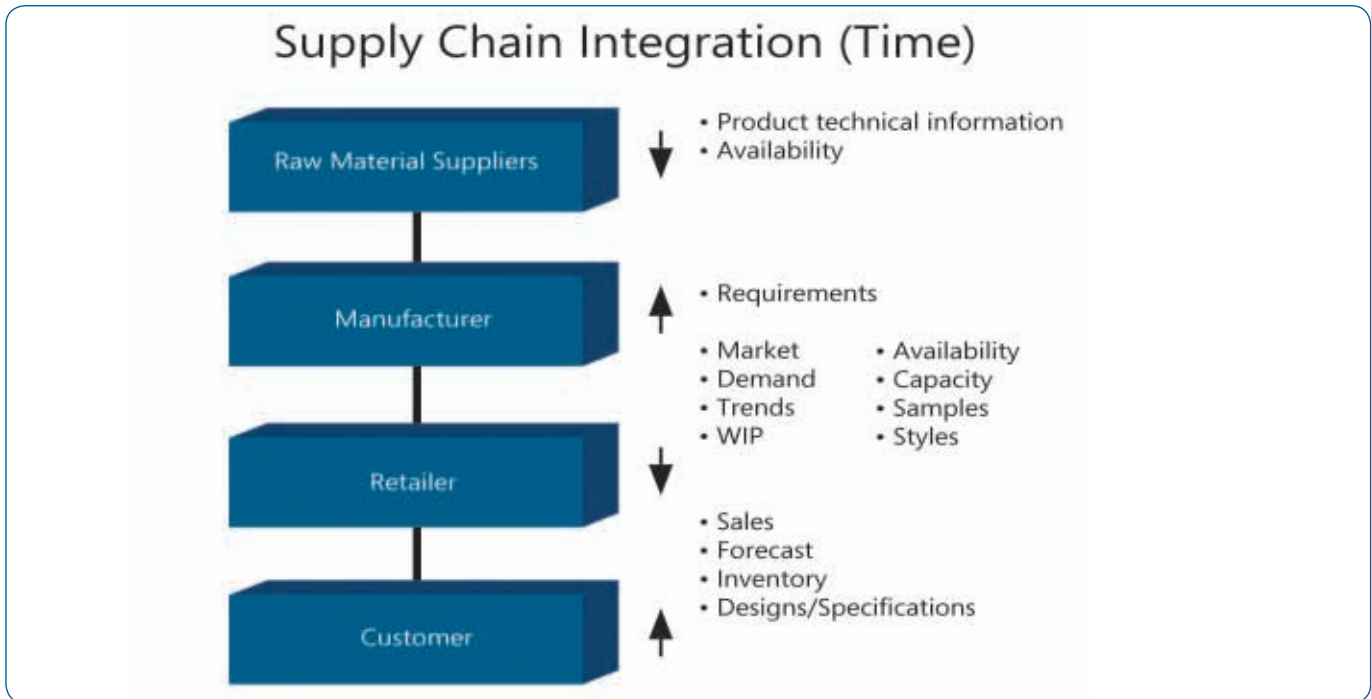 Supply Chain Integration (Time)
Raw Material Suppliers
• Product technical information
• Availability
Manufacturer
• Requirements
• Market
• Demand
• Trends
• WIP
• Availability
• Capacity
• Samples
• Styles
Retailer
• Sales
• Forecast
• Inventory
• Designs/Specifications
Customer